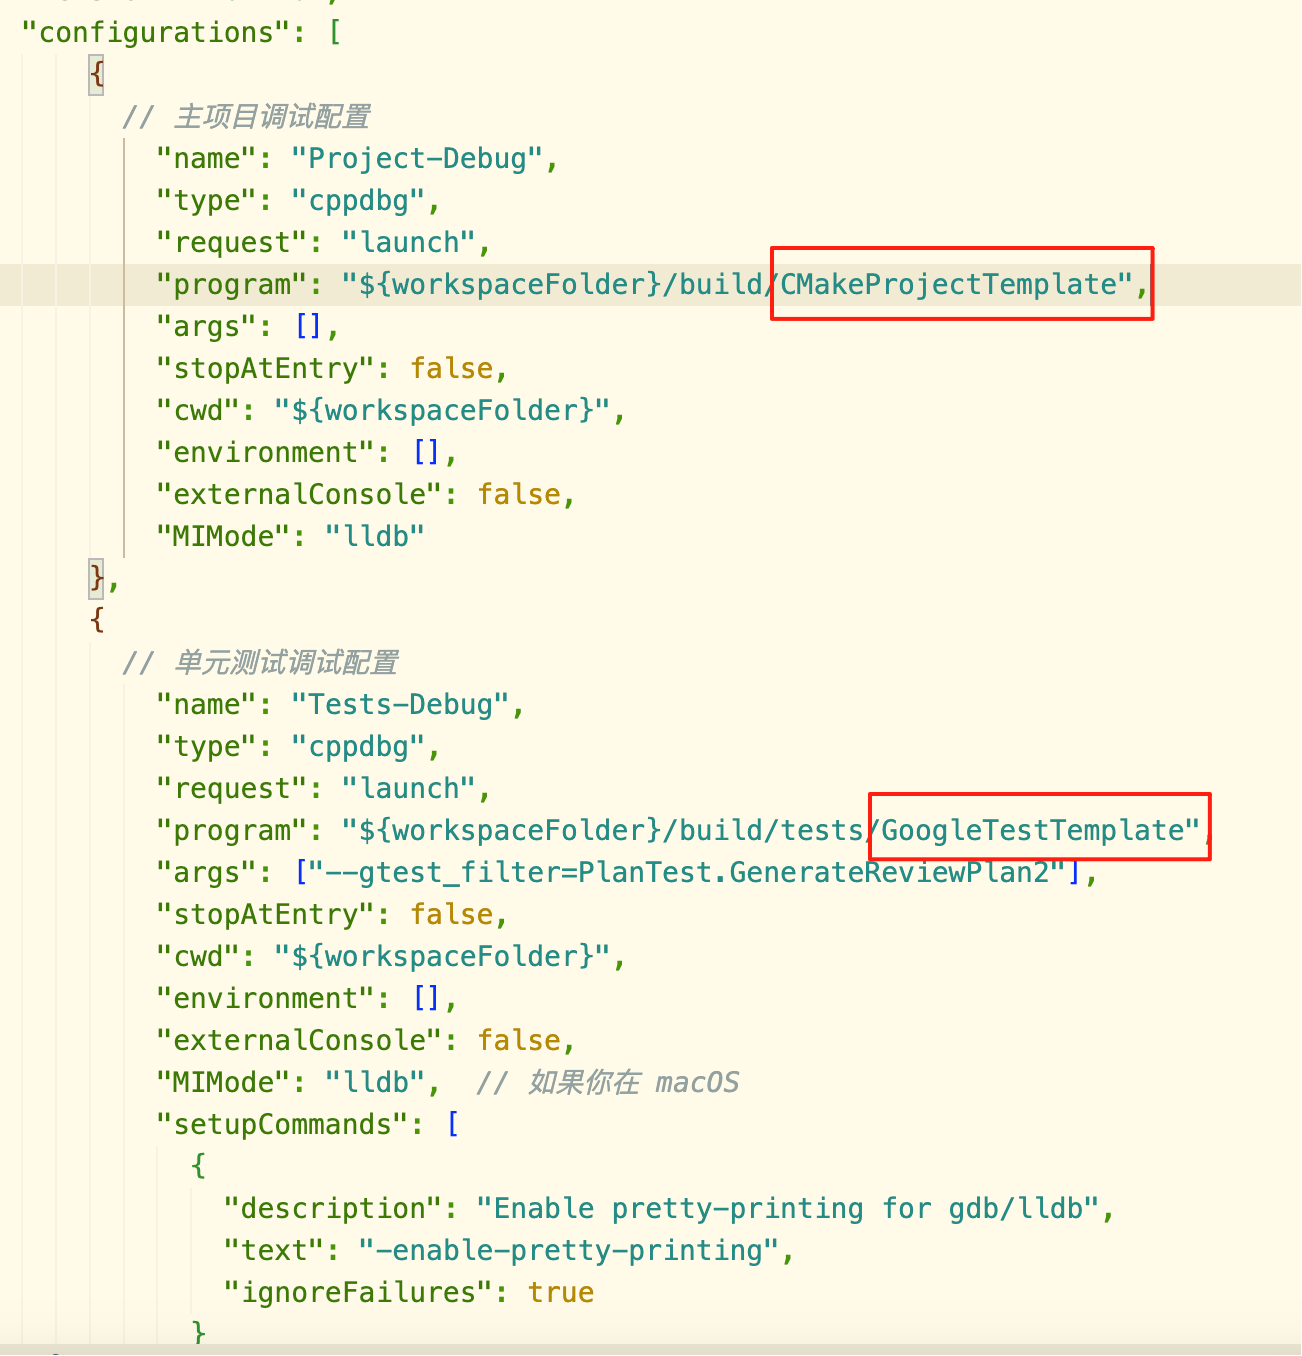 "configurations": [
{
// 主项目调试配置
"name": "Project-Debug",
"type": "cppdbg",
"request": "launch",
"program": "${workspaceFolder}/build/CMakeProjectTemplate",
"args": [],
"stopAtEntry": false,
"cwd": "${workspaceFolder}",
"environment": [],
"externalConsole": false,
"MIMode": "lldb"
},
{
// 单元测试调试配置
"name": "Tests-Debug",
"type": "cppdbg",
"request": "launch",
"program": "${workspaceFolder}/build/tests/GoogleTestTemplate",
"args": ["--gtest_filter=PlanTest.GenerateReviewPlan2"],
"stopAtEntry": false,
"cwd": "${workspaceFolder}",
"environment": [],
"externalConsole": false,
"MIMode": "lldb",  // 如果你在 macOS
"setupCommands": [
{
"description": "Enable pretty-printing for gdb/lldb",
"text": "-enable-pretty-printing",
"ignoreFailures": true
}